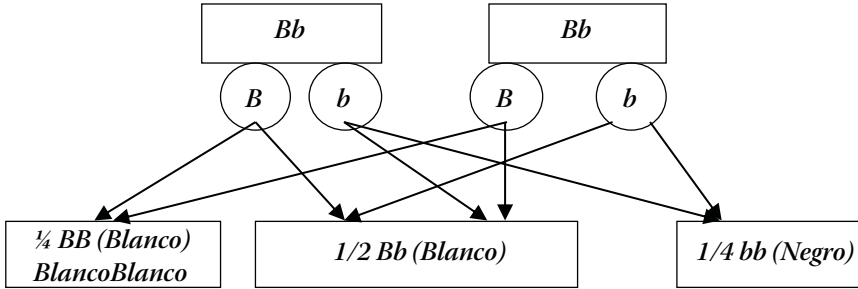 Bb
Bb
B
b
B
b
¼ BB (Blanco)
BlancoBlanco
1/2 Bb (Blanco)
1/4 bb (Negro)